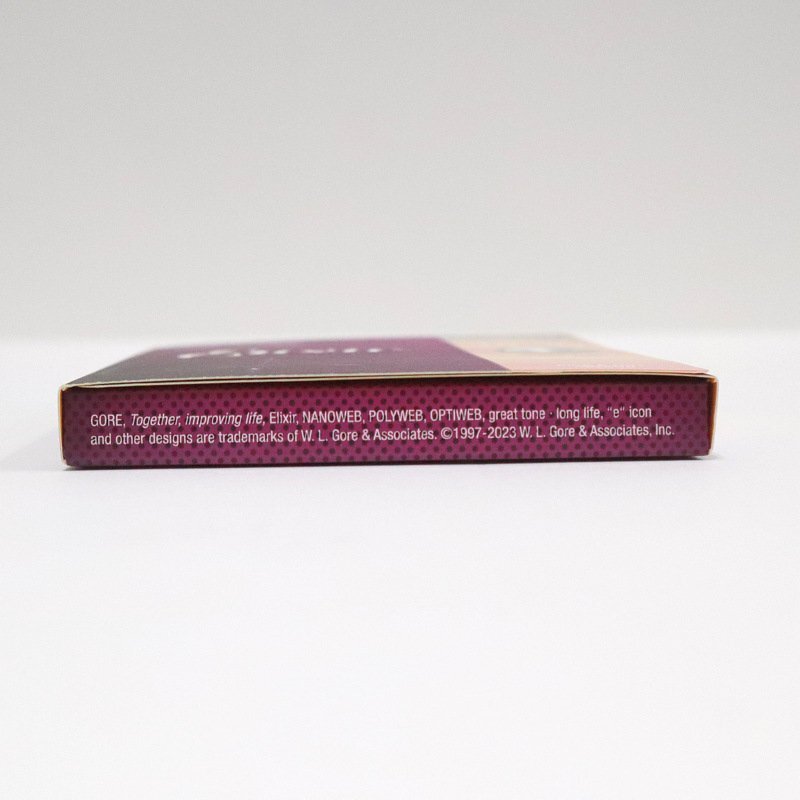 GORE, Together, improving life, Elixir, NANOWEB, POLYWEB, OPTIWEB, great tone · long life, "e" icon
and other designs are trademarks of W. L. Gore & Associates. ©1997-2023 W. L. Gore & Associates, Inc.